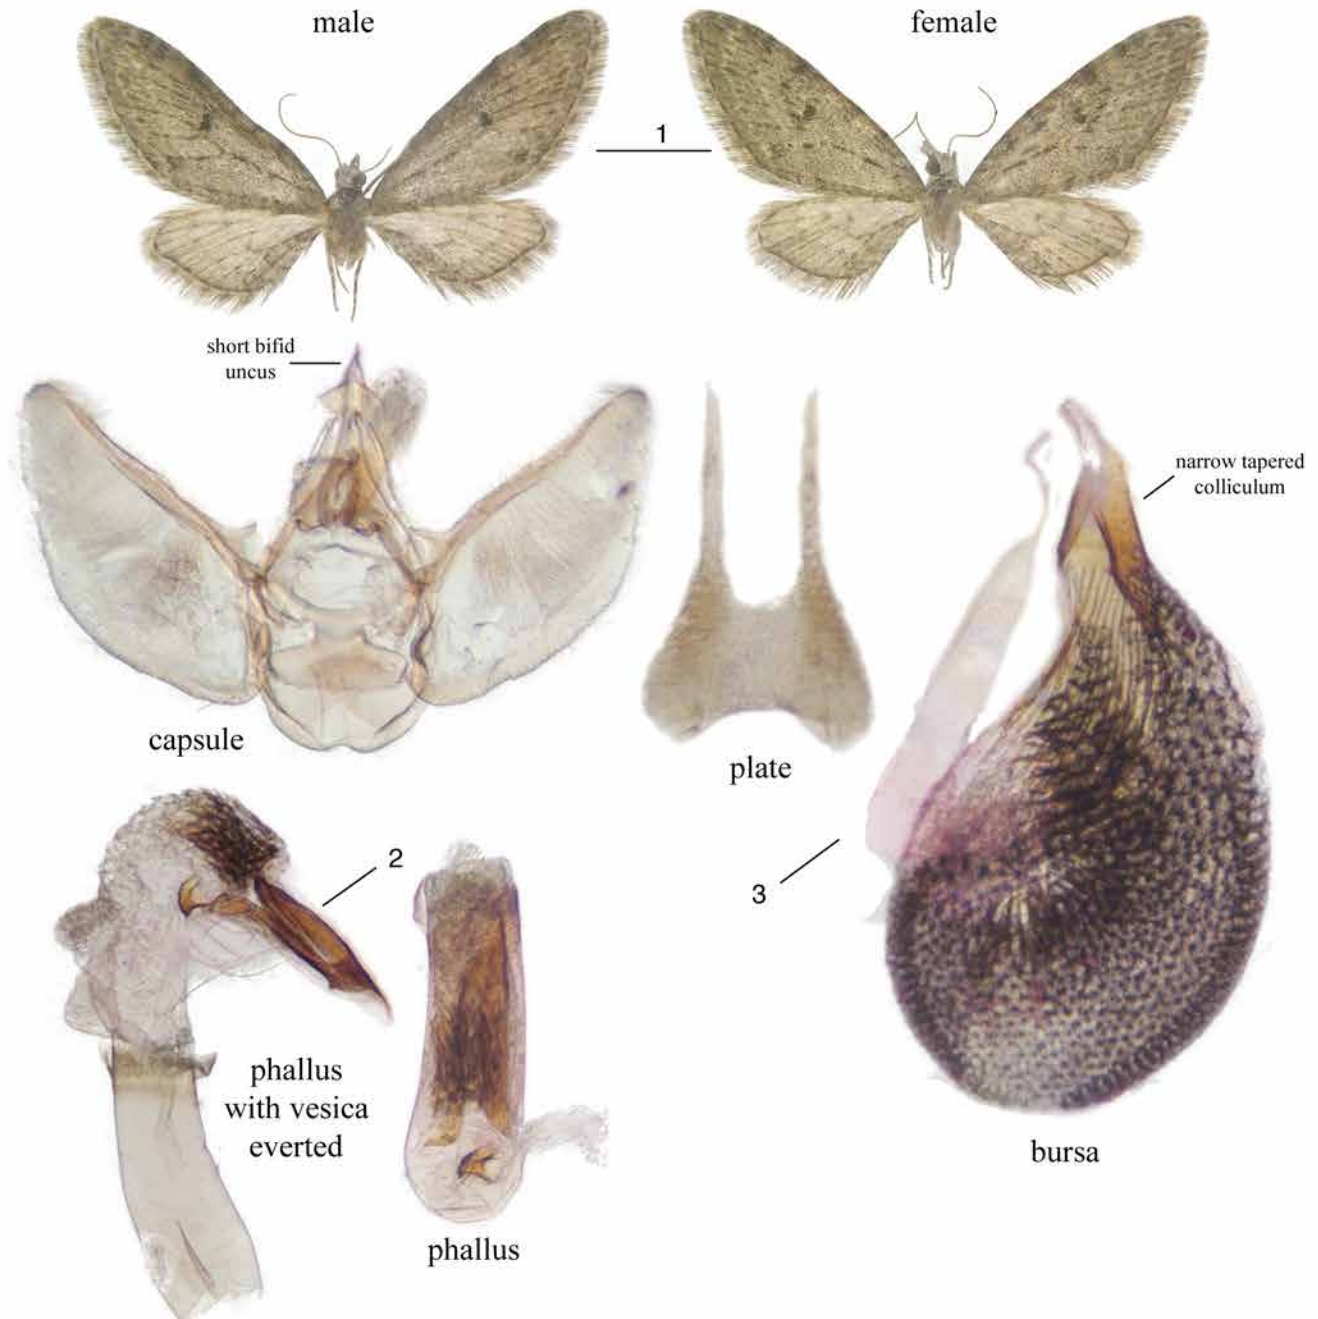 male
female
1
short bifid
uncus
narrow tapered
colliculum
capsule
plate
2
3
phallus
with vesica
everted
bursa
phallus